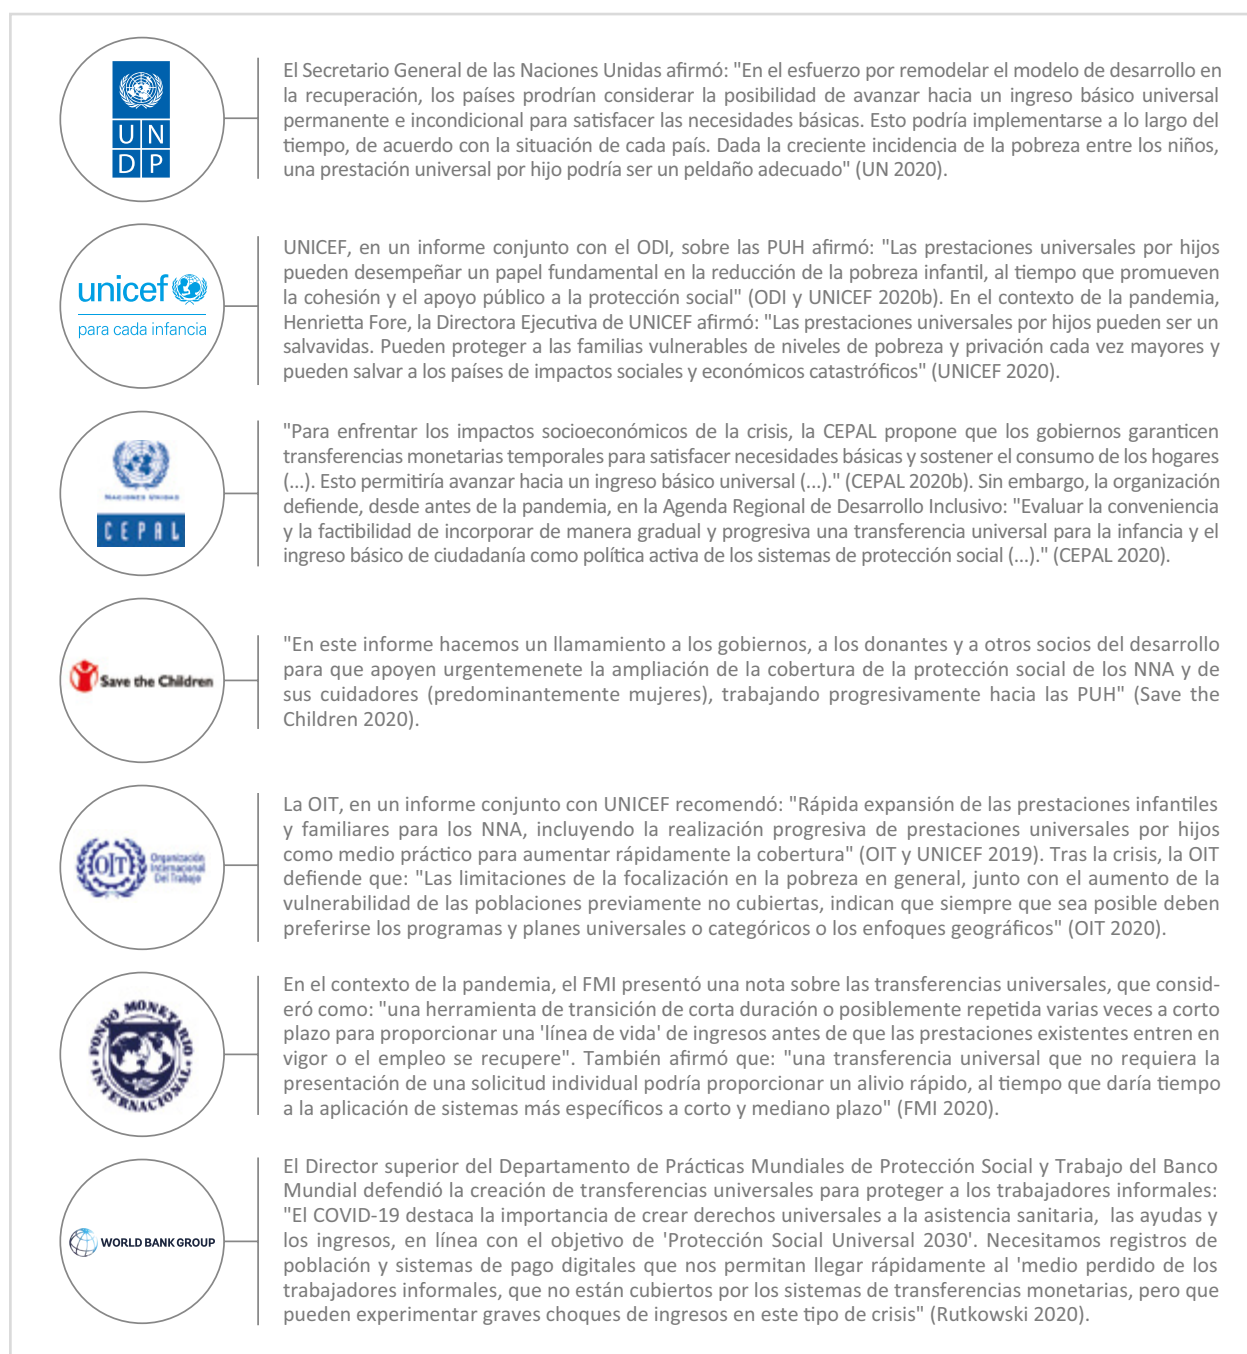 UN
DP
El Secretario General de las Naciones Unidas afirmó: "En el esfuerzo por remodelar el modelo de desarrollo en
la recuperación, los países prodrían considerar la posibilidad de avanzar hacia un ingreso básico universal
permanente e incondicional para satisfacer las necesidades básicas. Esto podría implementarse a lo largo del
tiempo, de acuerdo con la situación de cada país. Dada la creciente incidencia de la pobreza entre los niños,
una prestación universal por hijo podría ser un peldaño adecuado" (UN 2020).
unicef
para cada infancia
UNICEF, en un informe conjunto con el ODI, sobre las PUH afirmó: "Las prestaciones universales por hijos
pueden desempeñar un papel fundamental en la reducción de la pobreza infantil, al tiempo que promueven
la cohesión y el apoyo público a la protección social" (ODI y UNICEF 2020b). En el contexto de la pandemia,
Henrietta Fore, la Directora Ejecutiva de UNICEF afirmó: "Las prestaciones universales por hijos pueden ser un
salvavidas. Pueden proteger a las familias vulnerables de niveles de pobreza y privación cada vez mayores y
pueden salvar a los países de impactos sociales y económicos catastróficos" (UNICEF 2020).
NACIONES UNIDAS
CEPAL
"Para enfrentar los impactos socioeconómicos de la crisis, la CEPAL propone que los gobiernos garanticen
transferencias monetarias temporales para satisfacer necesidades básicas y sostener el consumo de los hogares
(...). Esto permitiría avanzar hacia un ingreso básico universal (...)." (CEPAL 2020b). Sin embargo, la organización
defiende, desde antes de la pandemia, en la Agenda Regional de Desarrollo Inclusivo: "Evaluar la conveniencia
y la factibilidad de incorporar de manera gradual y progresiva una transferencia universal para la infancia y el
ingreso básico de ciudadanía como política activa de los sistemas de protección social (...)." (CEPAL 2020).
Save the Children
"En este informe hacemos un llamamiento a los gobiernos, a los donantes y a otros socios del desarrollo
para que apoyen urgentemenete la ampliación de la cobertura de la protección social de los NNA y de
sus cuidadores (predominantemente mujeres), trabajando progresivamente hacia las PUH" (Save the
Children 2020).
OIT
Organización
Internacional
Del Trabajo
La OIT, en un informe conjunto con UNICEF recomendó: "Rápida expansión de las prestaciones infantiles
y familiares para los NNA, incluyendo la realización progresiva de prestaciones universales por hijos
como medio práctico para aumentar rápidamente la cobertura" (OIT y UNICEF 2019). Tras la crisis, la OIT
defiende que: "Las limitaciones de la focalización en la pobreza en general, junto con el aumento de la
vulnerabilidad de las poblaciones previamente no cubiertas, indican que siempre que sea posible deben
preferirse los programas y planes universales o categóricos o los enfoques geográficos" (OIT 2020).
FONDO MONETARIO INTERNACIONAL
En el contexto de la pandemia, el FMI presentó una nota sobre las transferencias universales, que consid-
eró como: "una herramienta de transición de corta duración o posiblemente repetida varias veces a corto
plazo para proporcionar una 'línea de vida' de ingresos antes de que las prestaciones existentes entren en
vigor o el empleo se recupere". También afirmó que: "una transferencia universal que no requiera la
presentación de una solicitud individual podría proporcionar un alivio rápido, al tiempo que daría tiempo
a la aplicación de sistemas más específicos a corto y mediano plazo" (FMI 2020).
WORLD BANK GROUP
El Director superior del Departamento de Prácticas Mundiales de Protección Social y Trabajo del Banco
Mundial defendió la creación de transferencias universales para proteger a los trabajadores informales:
"El COVID-19 destaca la importancia de crear derechos universales a la asistencia sanitaria, las ayudas y
los ingresos, en línea con el objetivo de 'Protección Social Universal 2030'. Necesitamos registros de
población y sistemas de pago digitales que nos permitan llegar rápidamente al 'medio perdido de los
trabajadores informales, que no están cubiertos por los sistemas de transferencias monetarias, pero que
pueden experimentar graves choques de ingresos en este tipo de crisis" (Rutkowski 2020).